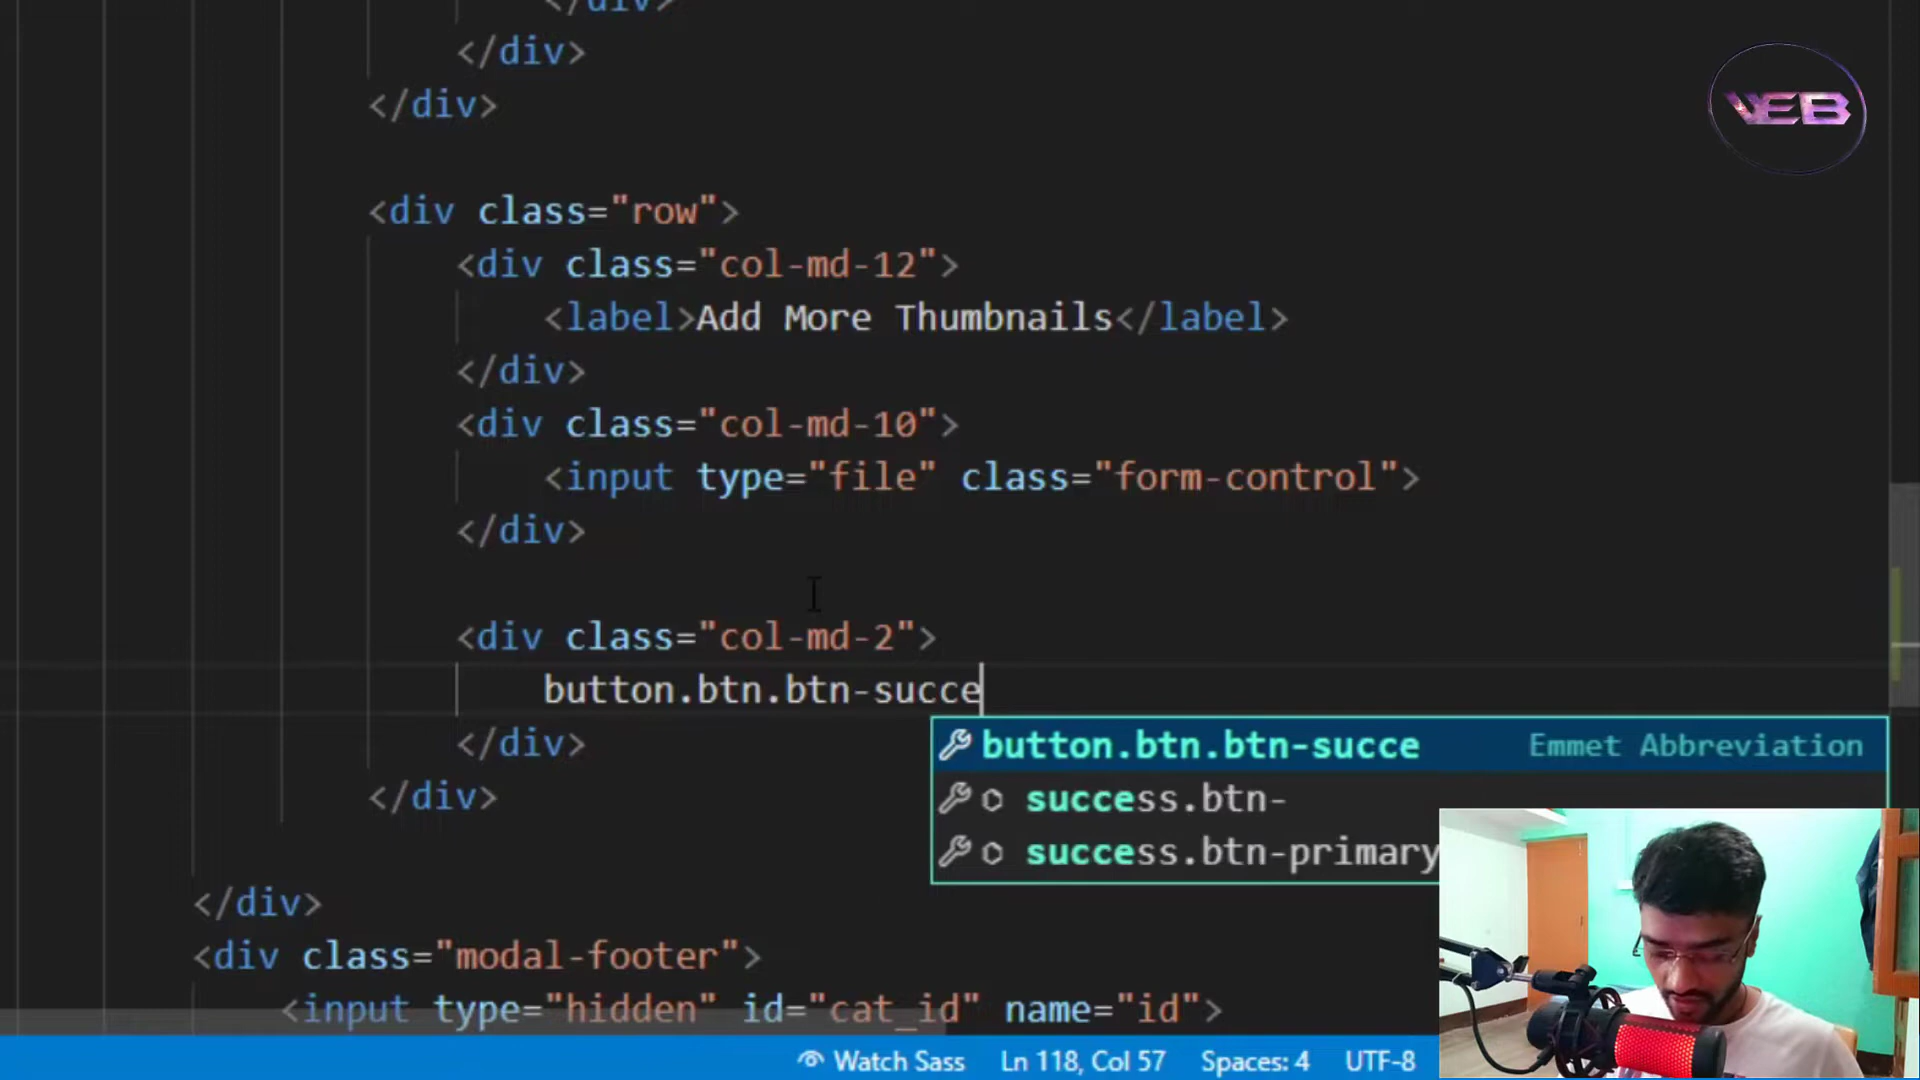 </div>
</div>
</div>
<div class="row">
<div class="col-md-12">
<label>Add More Thumbnails</label>
</div>
<div class="col-md-10">
<input type="file" class="form-control">
</div>
<div class="col-md-2">
button.btn.btn-succe
</div>
button.btn.btn-succe Emmet Abbreviation
success.btn-
success.btn-primary
</div>
</div>
<div class="modal-footer">
<input type="hidden" id="cat_id" name="id">
Watch Sass Ln 118, Col 57 Spaces: 4 UTF-8
VEB